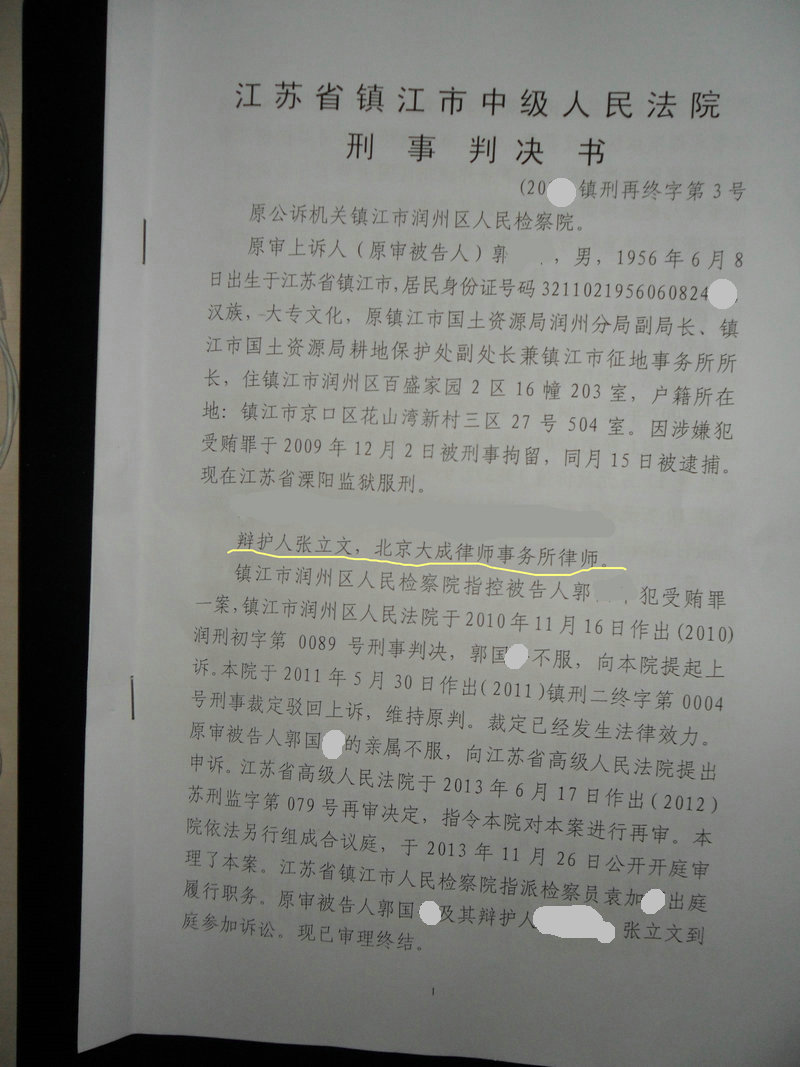 江苏省镇江市中级人民法院
刑事判决书
(20 镇刑再终字第3号
原公诉机关镇江市润州区人民检察院。
原审上诉人（原审被告人）郭 ，男，1956年6月8
日出生于江苏省镇江市，居民身份证号码3211021956060824
汉族，大专文化，原镇江市国土资源局润州分局副局长、镇
江市国土资源局耕地保护处副处长兼镇江市征地事务所所
长，住镇江市润州区百盛家园2区16幢203室，户籍所在
地：镇江市京口区花山湾新村三区27号504室。因涉嫌犯
受贿罪于2009年12月2日被刑事拘留，同月15日被逮捕。
现在江苏省溧阳监狱服刑。
辩护人张立文，北京大成律师事务所律师。
镇江市润州区人民检察院指控被告人郭 犯受贿罪
一案，镇江市润州区人民法院于2010年11月16日作出(2010)
润刑初字第0089号刑事判决，郭国 不服，向本院提起上
诉。本院于2011年5月30日作出(2011)镇刑二终字第0004
号刑事裁定驳回上诉，维持原判。裁定已经发生法律效力。
原审被告人郭国 的亲属不服，向江苏省高级人民法院提出
申诉。江苏省高级人民法院于2013年6月17日作出(2012)
苏刑监字第079号再审决定，指令本院对本案进行再审。本
院依法另行组成合议庭，于2013年11月26日公开开庭审
理了本案。江苏省镇江市人民检察院指派检察员袁加 出庭
履行职务。原审被告人郭国 及其辩护人 张立文到
庭参加诉讼。现已审理终结。
1